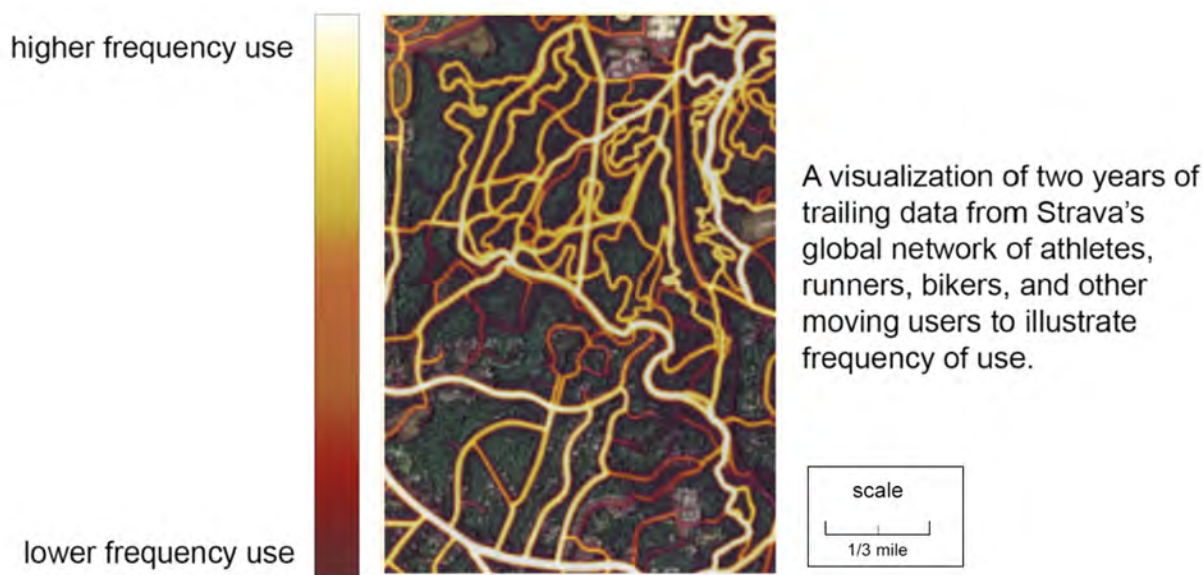 higher frequency use
lower frequency use
A visualization of two years of
trailing data from Strava's
global network of athletes,
runners, bikers, and other
moving users to illustrate
frequency of use.
scale
1/3 mile